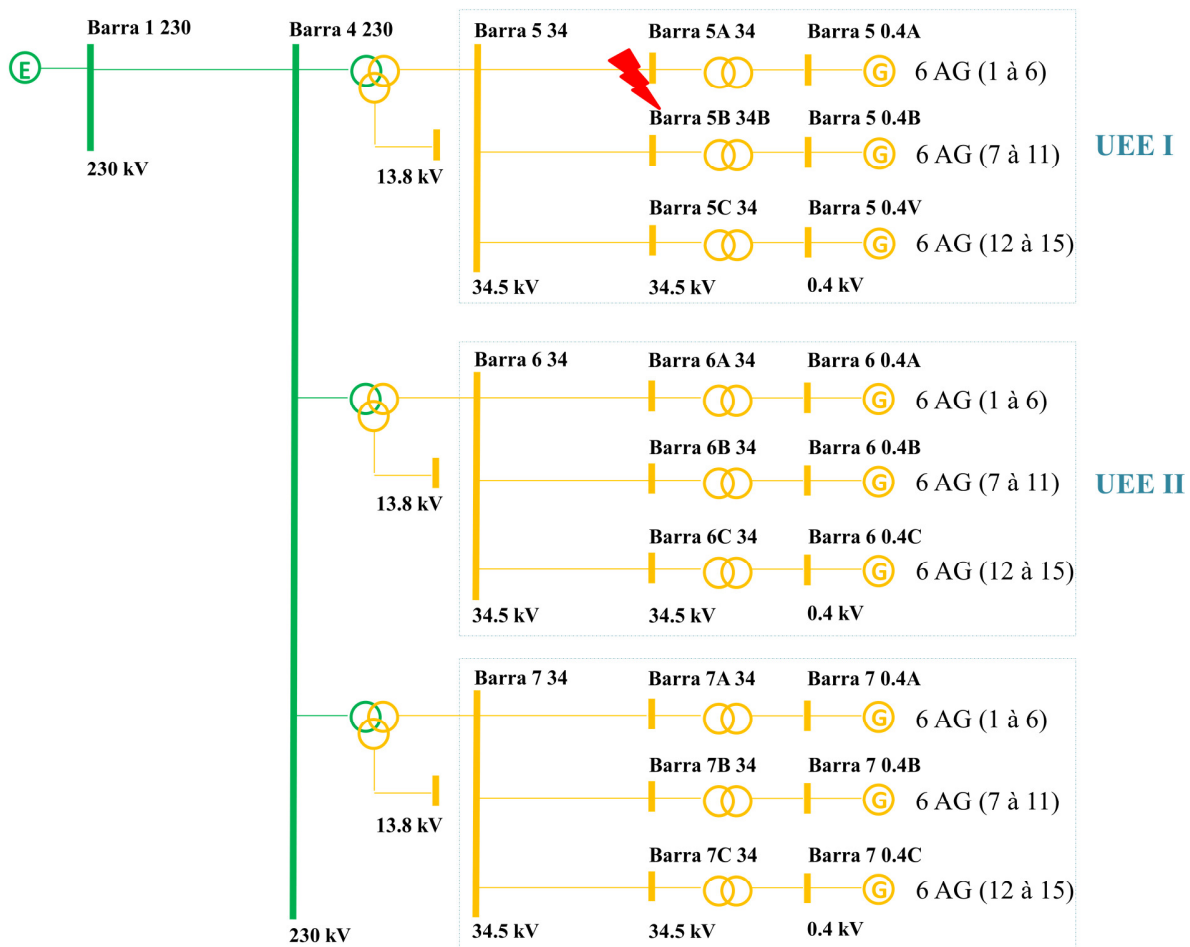 Barra 1 230
Barra 4 230
Barra 5 34
Barra 5A 34
Barra 5 0.4A
E
G
6 AG (1 à 6)
Barra 5B 34B
Barra 5 0.4B
G
6 AG (7 à 11)
UEE I
230 kV
13.8 kV
Barra 5C 34
Barra 5 0.4V
G
6 AG (12 à 15)
34.5 kV
34.5 kV
0.4 kV
Barra 6 34
Barra 6A 34
Barra 6 0.4A
G
6 AG (1 à 6)
Barra 6B 34
Barra 6 0.4B
G
6 AG (7 à 11)
UEE II
13.8 kV
Barra 6C 34
Barra 6 0.4C
G
6 AG (12 à 15)
34.5 kV
34.5 kV
0.4 kV
Barra 7 34
Barra 7A 34
Barra 7 0.4A
G
6 AG (1 à 6)
Barra 7B 34
Barra 7 0.4B
G
6 AG (7 à 11)
13.8 kV
Barra 7C 34
Barra 7 0.4C
G
6 AG (12 à 15)
230 kV
34.5 kV
34.5 kV
0.4 kV